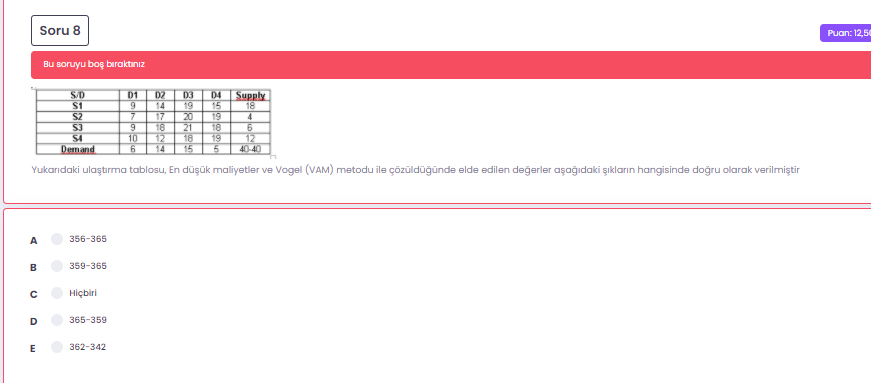 Soru 8
Puan: 12,5
Bu soruyu boş bıraktınız
S/D D1 D2 D3 D4 Supply
S1 9 14 19 15 18
S2 7 17 20 19 4
S3 9 18 21 18 6
S4 10 12 18 19 12
Demand 6 14 15 5 40-40
Yukarıdaki ulaştırma tablosu, En düşük maliyetler ve Vogel (VAM) metodu ile çözüldüğünde elde edilen değerler aşağıdaki şıkların hangisinde doğru olarak verilmiştir
A 356-365
B 359-365
C Hiçbiri
D 365-359
E 362-342